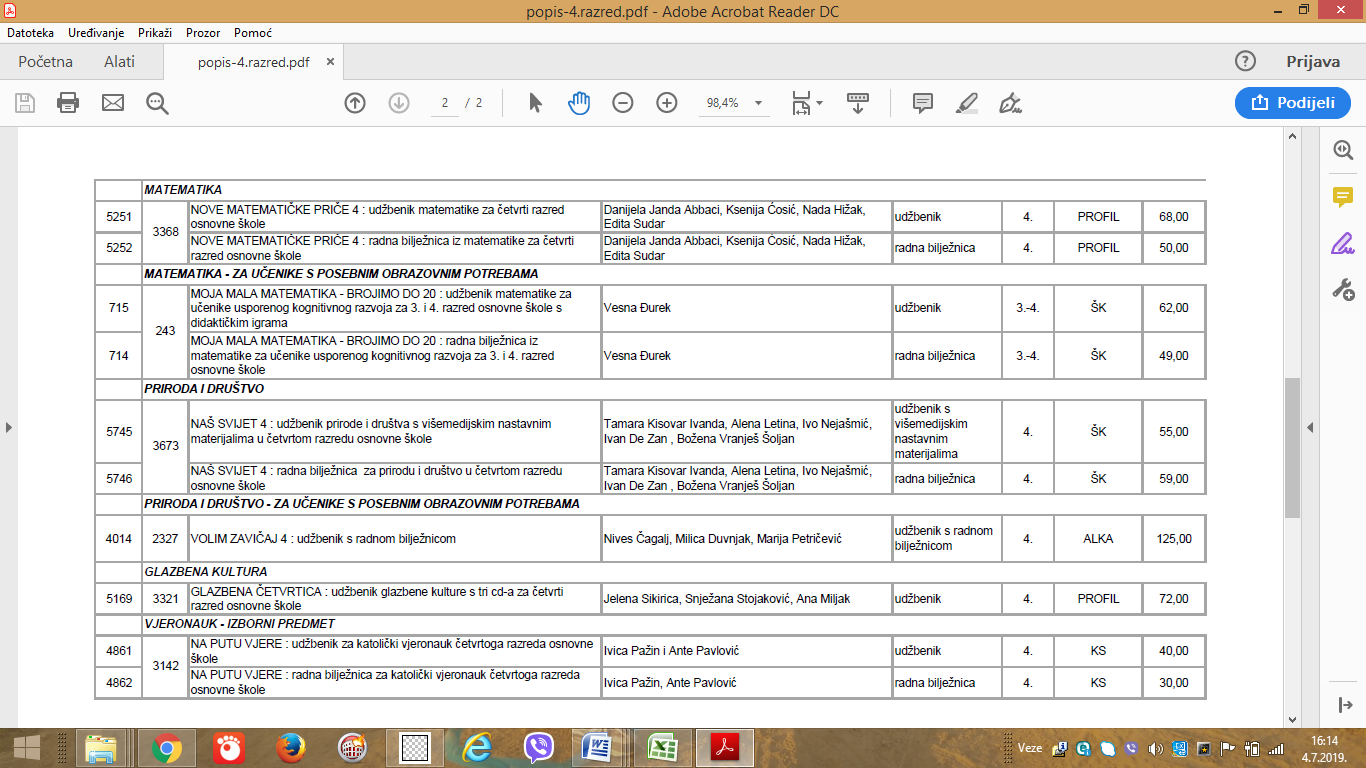 popis-4.razred.pdf - Adobe Acrobat Reader DC
Datoteka Uređivanje Prikaži Prozor Pomoć
Početna Alati popis-4.razred.pdf × Prijava
2 / 2 98,4% Podijeli
MATEMATIKA
5251 3368 NOVE MATEMATIČKE PRIČE 4 : udžbenik matematike za četvrti razred
osnovne škole Danijela Janda Abbaci, Ksenija Ćosić, Nada Hižak,
Edita Sudar udžbenik 4. PROFIL 68,00
5252 NOVE MATEMATIČKE PRIČE 4 : radna bilježnica iz matematike za četvrti
razred osnovne škole Danijela Janda Abbaci, Ksenija Ćosić, Nada Hižak,
Edita Sudar radna bilježnica 4. PROFIL 50,00
MATEMATIKA - ZA UČENIKE S POSEBNIM OBRAZOVNIM POTREBAMA
715 243 MOJA MALA MATEMATIKA - BROJIMO DO 20 : udžbenik matematike za
učenike usporenog kognitivnog razvoja za 3. i 4. razred osnovne škole s
didaktičkim igrama Vesna Đurek udžbenik 3.-4. ŠK 62,00
714 MOJA MALA MATEMATIKA - BROJIMO DO 20 : radna bilježnica iz
matematike za učenike usporenog kognitivnog razvoja za 3. i 4. razred
osnovne škole Vesna Đurek radna bilježnica 3.-4. ŠK 49,00
PRIRODA I DRUŠTVO
5745 3673 NAŠ SVIJET 4 : udžbenik prirode i društva s višemedijskim nastavnim
materijalima u četvrtom razredu osnovne škole Tamara Kisovar Ivanda, Alena Letina, Ivo Nejašmić,
Ivan De Zan , Božena Vranješ Šoljan udžbenik s
višemedijskim
nastavnim
materijalima 4. ŠK 55,00
5746 NAŠ SVIJET 4 : radna bilježnica za prirodu i društvo u četvrtom razredu
osnovne škole Tamara Kisovar Ivanda, Alena Letina, Ivo Nejašmić,
Ivan De Zan , Božena Vranješ Šoljan radna bilježnica 4. ŠK 59,00
PRIRODA I DRUŠTVO - ZA UČENIKE S POSEBNIM OBRAZOVNIM POTREBAMA
4014 2327 VOLIM ZAVIČAJ 4 : udžbenik s radnom bilježnicom Nives Čagalj, Milica Duvnjak, Marija Petričević udžbenik s radnom
bilježnicom 4. ALKA 125,00
GLAZBENA KULTURA
5169 3321 GLAZBENA ČETVRTICA : udžbenik glazbene kulture s tri cd-a za četvrti
razred osnovne škole Jelena Sikirica, Snježana Stojaković, Ana Miljak udžbenik 4. PROFIL 72,00
VJERONAUK - IZBORNI PREDMET
4861 3142 NA PUTU VJERE : udžbenik za katolički vjeronauk četvrtoga razreda osnovne
škole Ivica Pažin i Ante Pavlović udžbenik 4. KS 40,00
4862 NA PUTU VJERE : radna bilježnica za katolički vjeronauk četvrtoga razreda
osnovne škole Ivica Pažin, Ante Pavlović radna bilježnica 4. KS 30,00
Veze
16:14
4.7.2019.